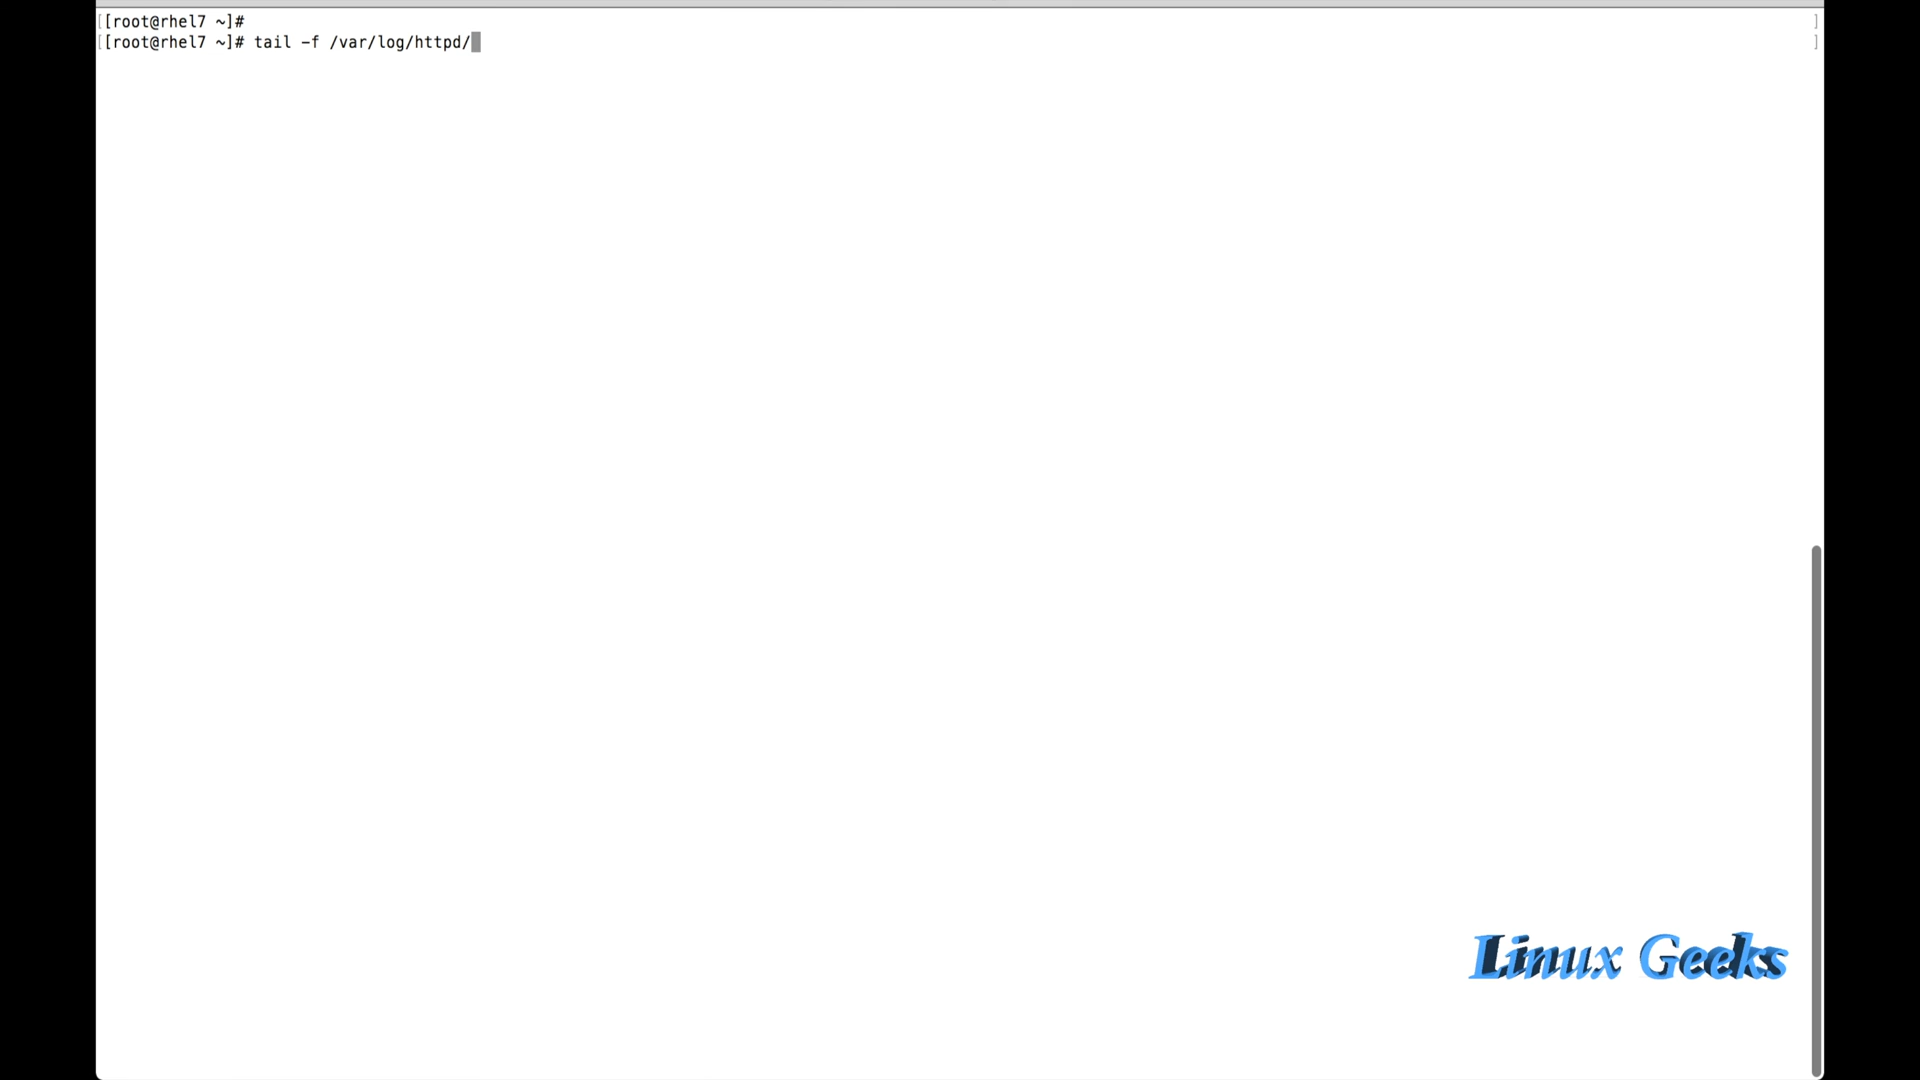 [[root@rhel7 ~]# ]
[[root@rhel7 ~]# tail -f /var/log/httpd/ ]
Linux Geeks